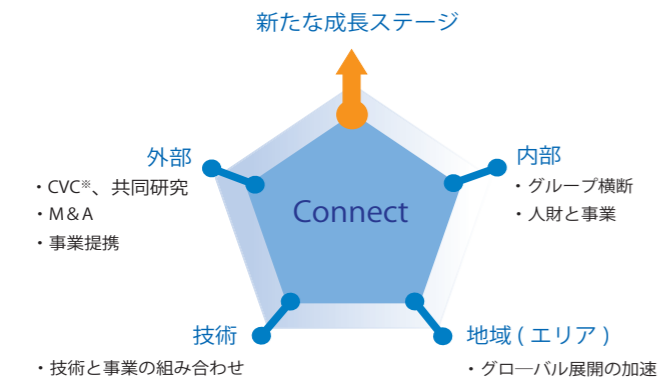 新たな成長ステージ
外部
・CVC※、共同研究
・M&A
・事業提携
内部
・グループ横断
・人財と事業
Connect
技術
・技術と事業の組み合わせ
地域(エリア)
・グローバル展開の加速